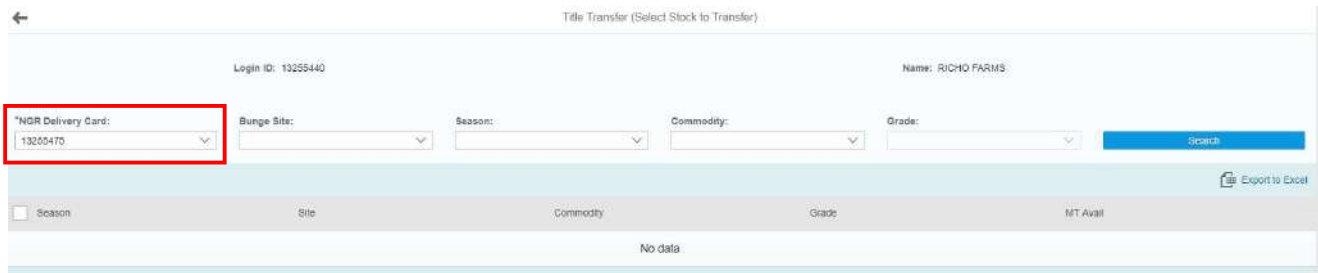 Title Transfer (Select Stock to Transfer)
Login ID: 13255440 Name: RICHO FARMS
*NGR Delivery Card: Bunge Site: Season: Commodity: Grade:
13255475 Search
Export to Excel
Season Site Commodity Grade MT Avail
No data